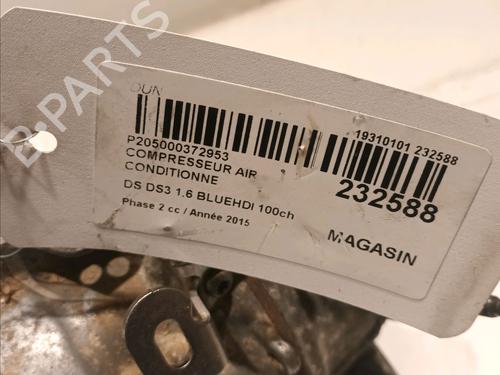 OUN
P205000372953
COMPRESSEUR AIR
CONDITIONNE
DS DS3 1.6 BLUEHDI 100ch
Phase 2 cc / Année 2015
19310101 232588
232588
MAGASIN
B-PARTS